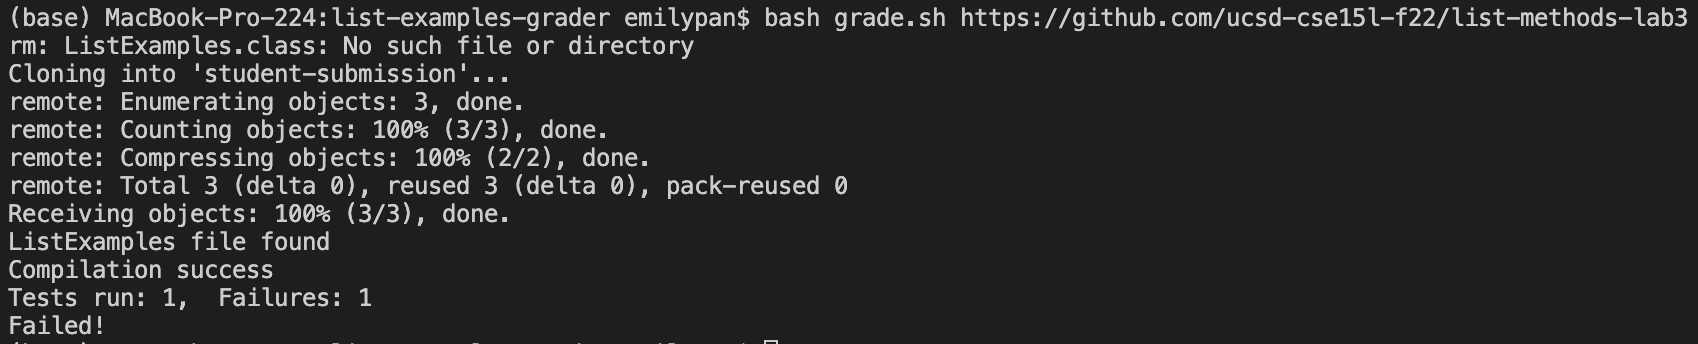 (base) MacBook-Pro-224:list-examples-grader emilypan$ bash grade.sh https://github.com/ucsd-cse15l-f22/list-methods-lab3
rm: ListExamples.class: No such file or directory
Cloning into 'student-submission'...
remote: Enumerating objects: 3, done.
remote: Counting objects: 100% (3/3), done.
remote: Compressing objects: 100% (2/2), done.
remote: Total 3 (delta 0), reused 3 (delta 0), pack-reused 0
Receiving objects: 100% (3/3), done.
ListExamples file found
Compilation success
Tests run: 1,  Failures: 1
Failed!